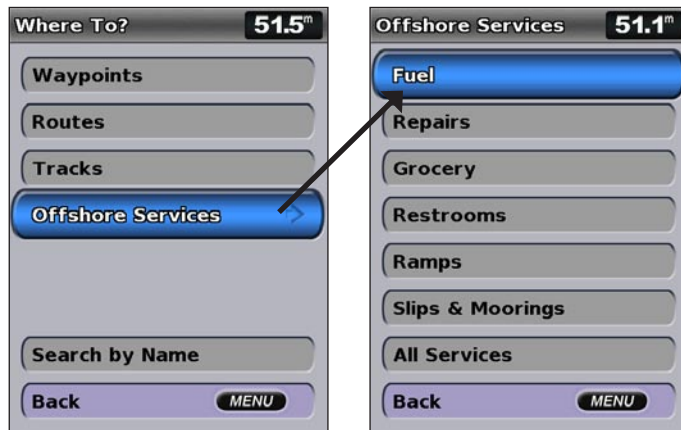 Where To? 51.5m
Waypoints
Routes
Tracks
Offshore Services
Search by Name
Back MENU
Offshore Services 51.1m
Fuel
Repairs
Grocery
Restrooms
Ramps
Slips & Moorings
All Services
Back MENU